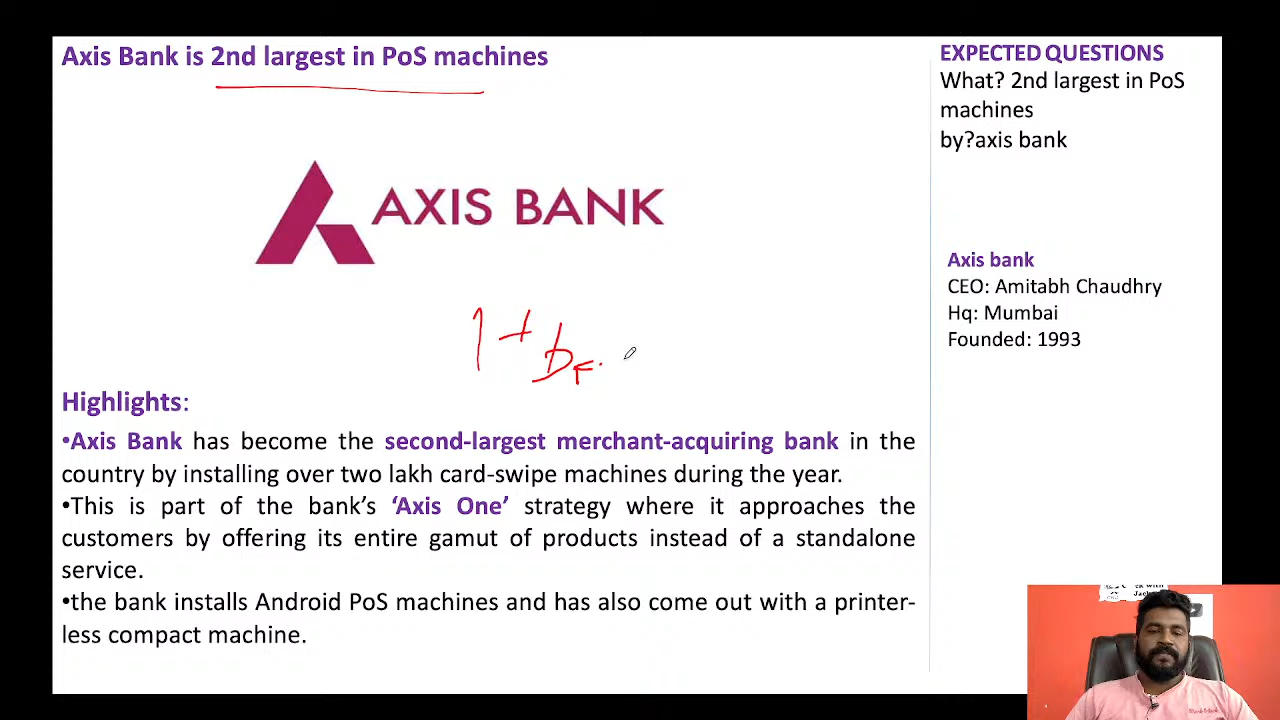 Axis Bank is 2nd largest in PoS machines
AXIS BANK
Highlights:
•Axis Bank has become the second-largest merchant-acquiring bank in the
country by installing over two lakh card-swipe machines during the year.
•This is part of the bank’s ‘Axis One’ strategy where it approaches the
customers by offering its entire gamut of products instead of a standalone
service.
•the bank installs Android PoS machines and has also come out with a printer-
less compact machine.
EXPECTED QUESTIONS
What? 2nd largest in PoS
machines
by?axis bank
Axis bank
CEO: Amitabh Chaudhry
Hq: Mumbai
Founded: 1993